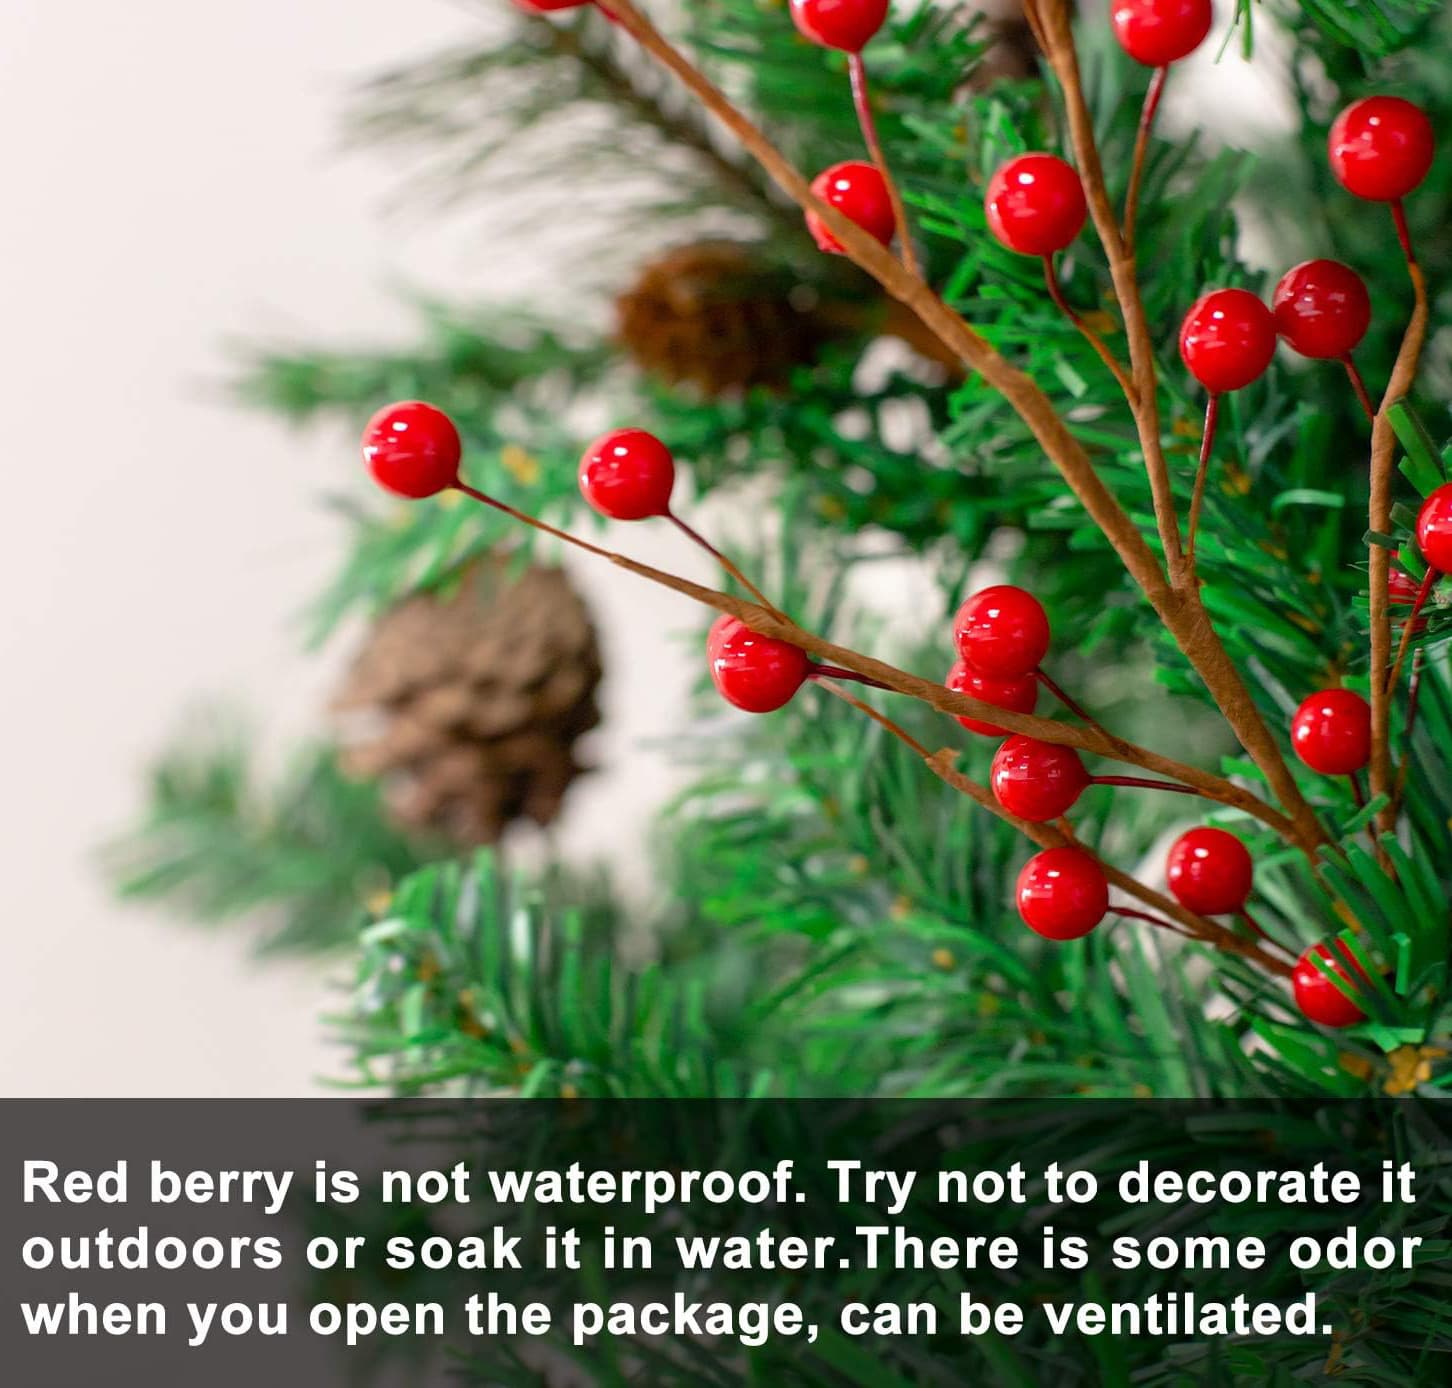 Red berry is not waterproof. Try not to decorate it
outdoors or soak it in water.There is some odor
when you open the package, can be ventilated.